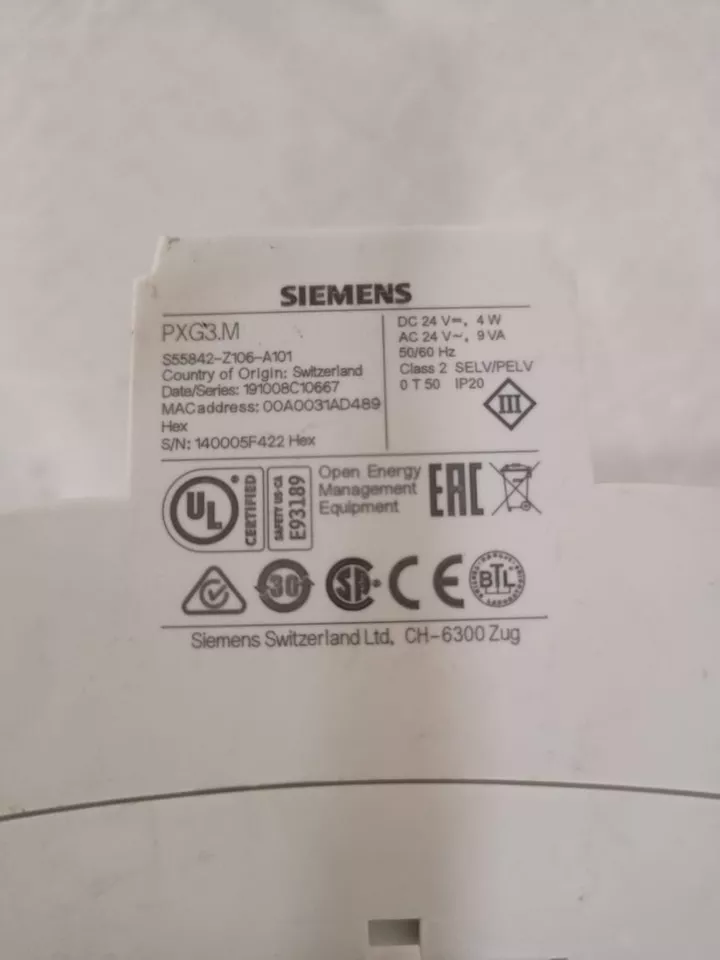 SIEMENS
PXG3.M
S55842-Z106-A101
Country of Origin: Switzerland
Date/Series: 191008C10667
MAC address: 00A0031AD489
Hex
S/N: 140005F422 Hex
DC 24 V⎓, 4 W
AC 24 V~, 9 VA
50/60 Hz
Class 2 SELV/PELV
0 T 50 IP20
III
UL
®
CERTIFIED
SAFETY US-CA
E93189
Open Energy
Management
Equipment
EAC
30
SP
CE
BTL
Siemens Switzerland Ltd, CH-6300 Zug